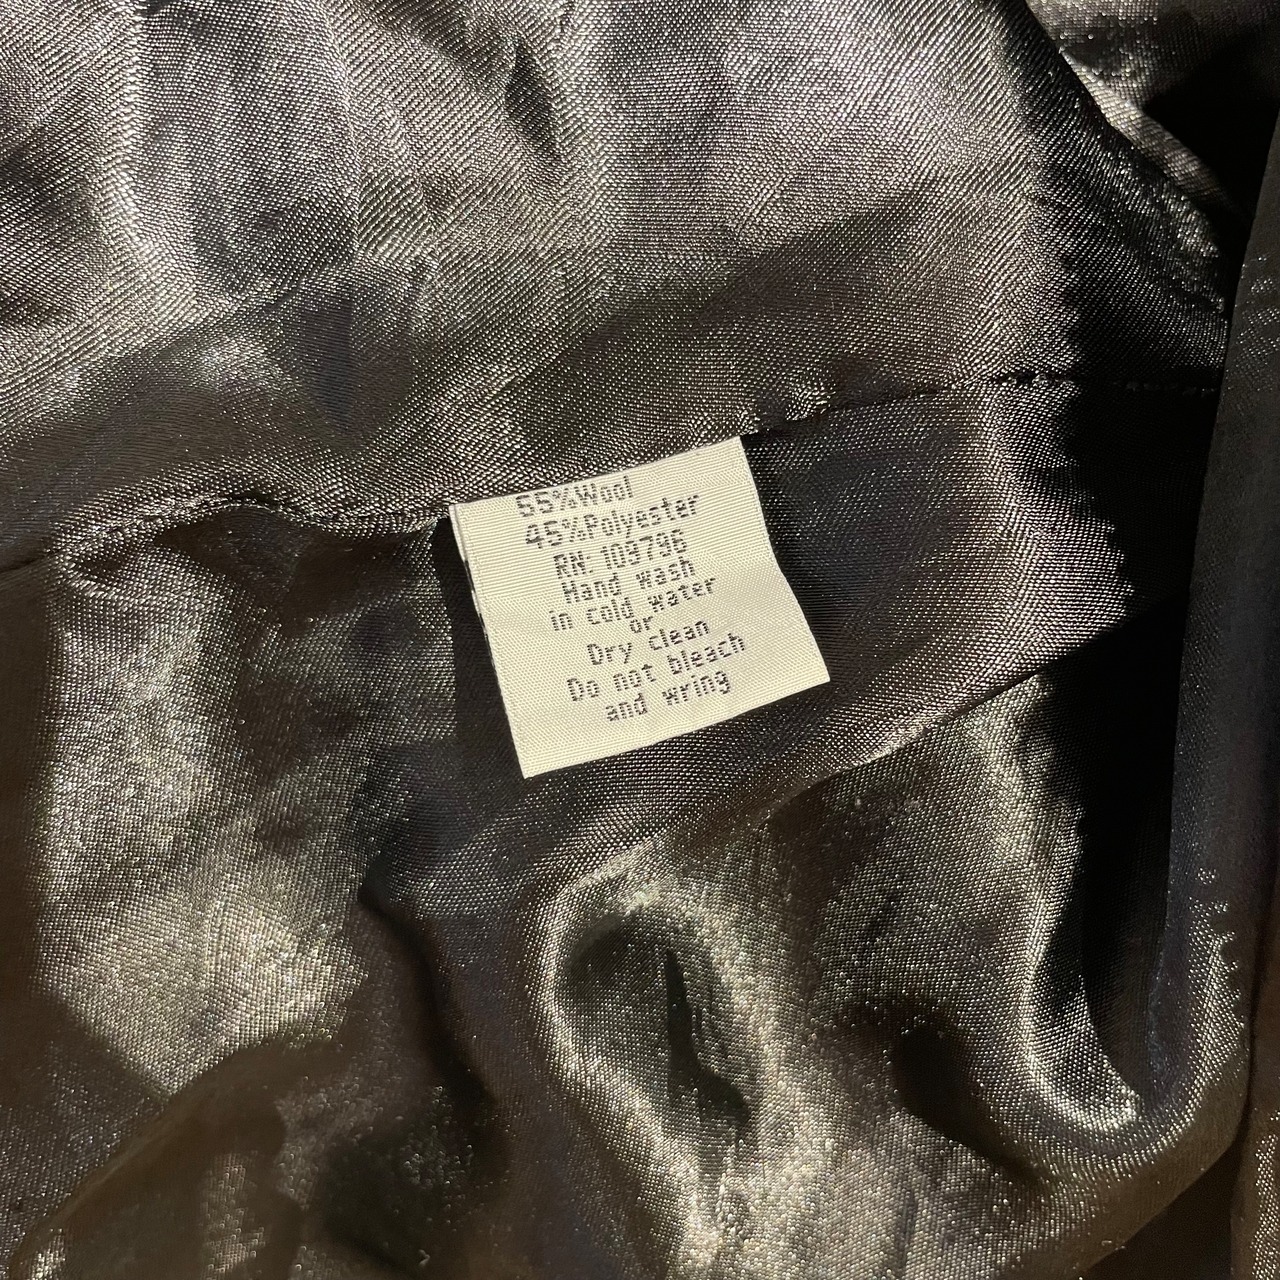 55%Wool
45%Polyester
RN: 109796
Hand wash
in cold water
or
Dry clean
Do not bleach
and wring